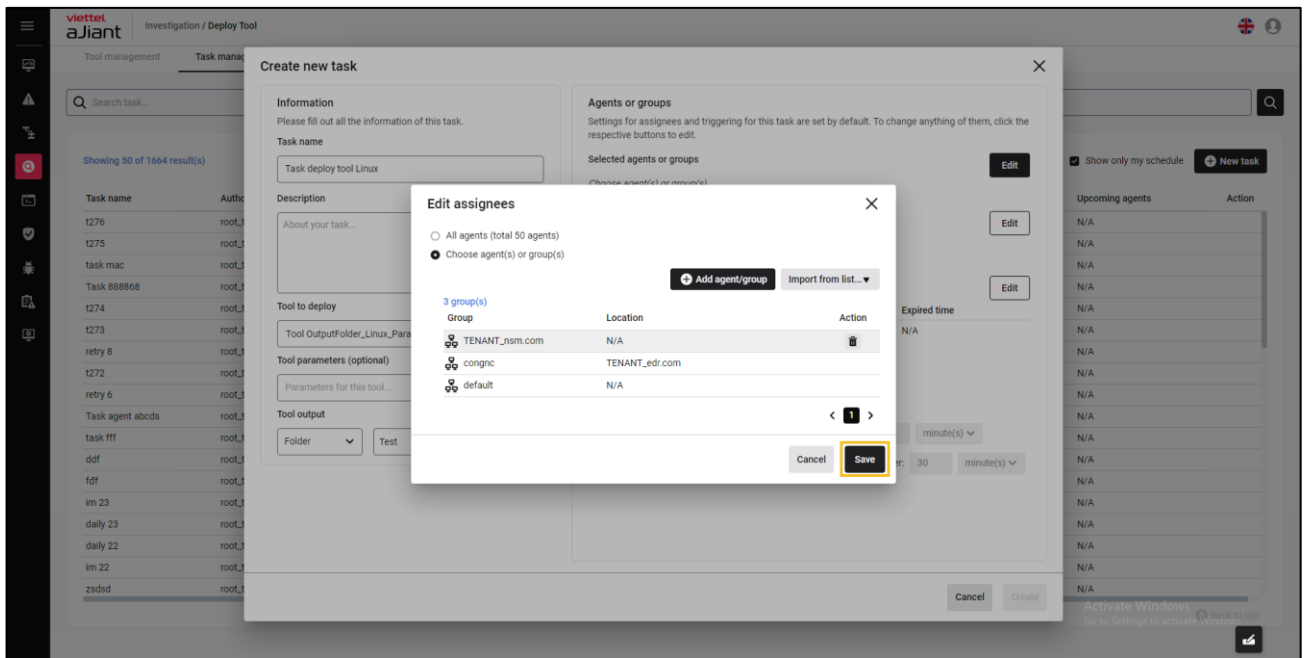 viettel
aJiant
Investigation / Deploy Tool
Tool management
Task manag
Search task...
Showing 50 of 1664 result(s)
Show only my schedule
New task
Task name
Autho
Upcoming agents
Action
t276
root_t
N/A
t275
root_t
N/A
task mac
root_t
N/A
Task 888868
root_t
N/A
t274
root_t
N/A
t273
root_t
N/A
retry 8
root_t
N/A
t272
root_t
N/A
retry 6
root_t
N/A
Task agent abcds
root_t
N/A
task fff
root_t
N/A
ddf
root_t
N/A
fdf
root_t
N/A
im 23
root_t
N/A
daily 23
root_t
N/A
daily 22
root_t
N/A
im 22
root_t
N/A
zsdsd
root_t
N/A
Create new task
Information
Please fill out all the information of this task.
Task name
Task deploy tool Linux
Description
About your task...
Tool to deploy
Tool OutputFolder_Linux_Para
Tool parameters (optional)
Parameters for this tool...
Tool output
Folder
Test
Agents or groups
Settings for assignees and triggering for this task are set by default. To change anything of them, click the
respective buttons to edit.
Selected agents or groups
Edit
Choose agent(s) or group(s)
Edit
Edit
Expired time
N/A
minute(s)
er: 30 minute(s)
Cancel
Create
Edit assignees
All agents (total 50 agents)
Choose agent(s) or group(s)
Add agent/group
Import from list...
3 group(s)
Group
Location
Action
TENANT_nsm.com
N/A
congnc
TENANT_edr.com
default
N/A
1
Cancel
Save
Activate Windows
Go to Settings to activate Windows.
Back to top